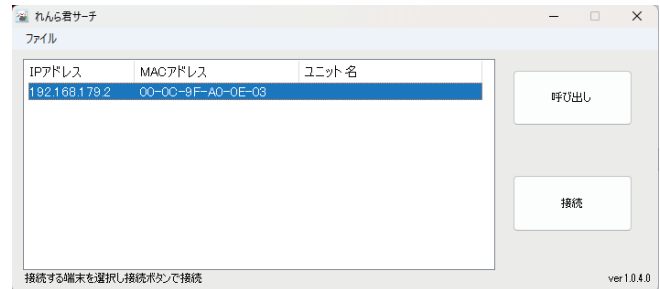 れんら君サーチ
ファイル
IPアドレス MACアドレス ユニット名
192.168.179.2 00-0C-9F-A0-0E-03
呼び出し
接続
接続する端末を選択し接続ボタンで接続
ver1.0.4.0